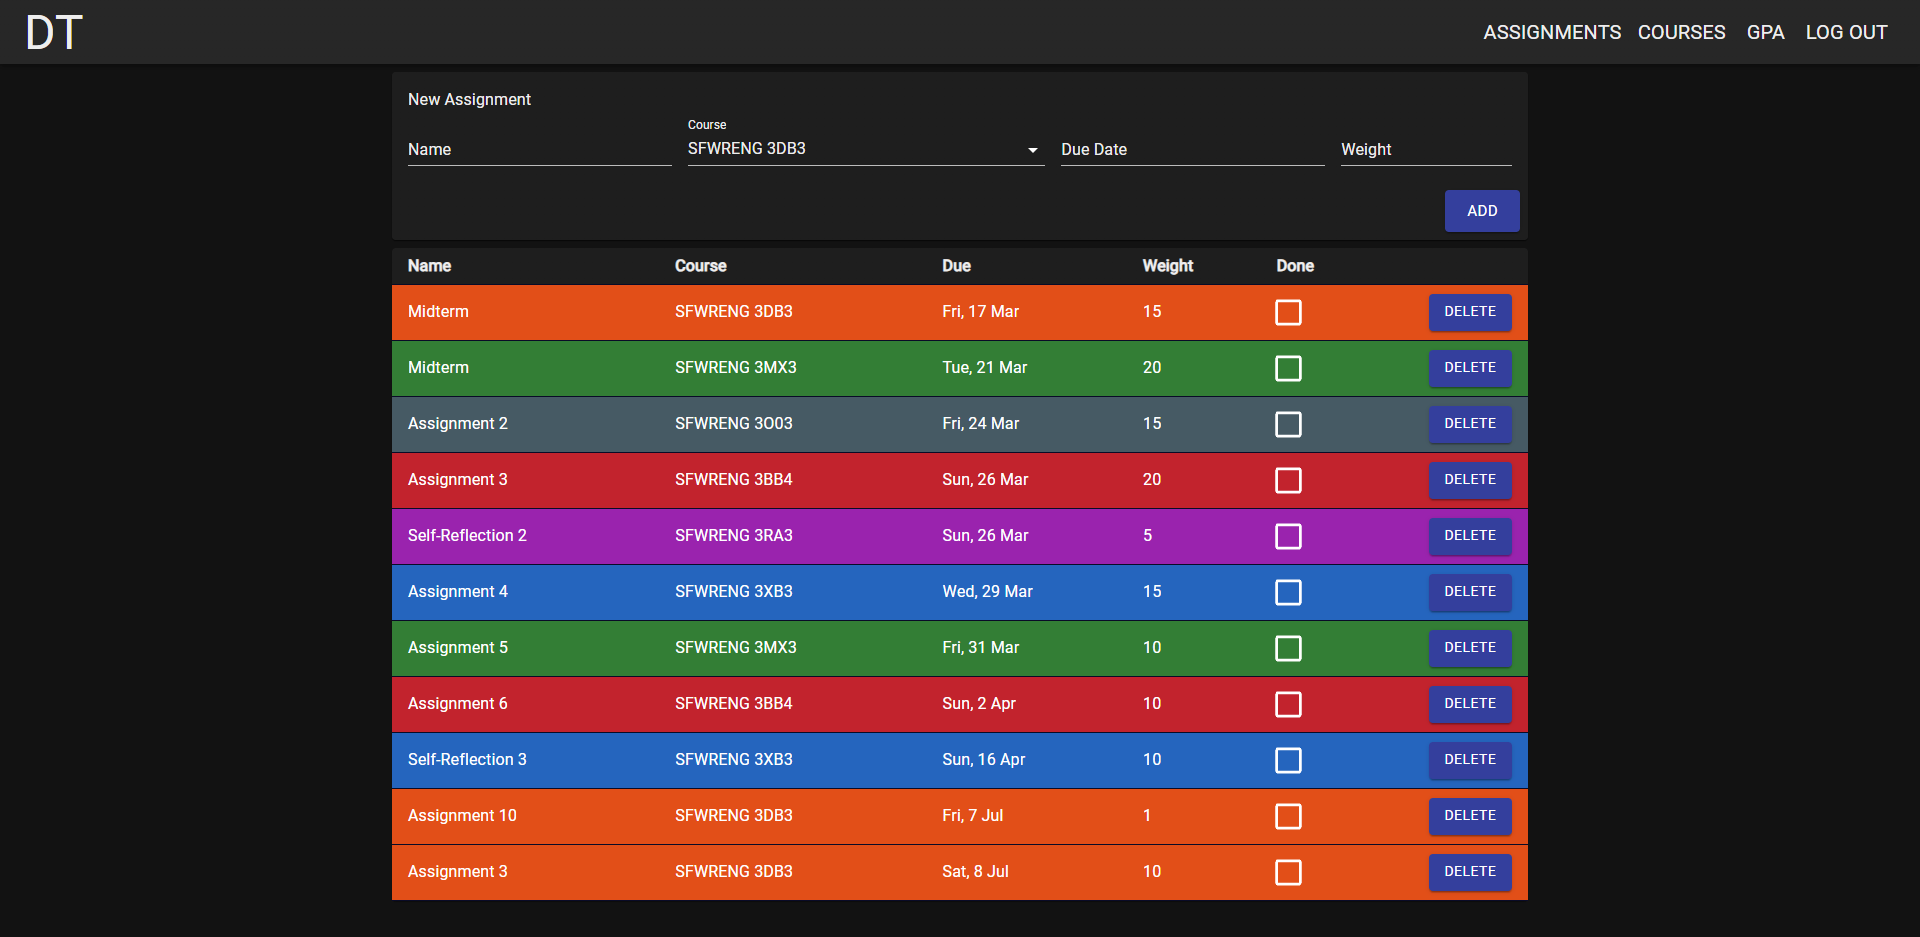 DT ASSIGNMENTS COURSES GPA LOG OUT
New Assignment
Course
Name SFWRENG 3DB3 Due Date Weight
ADD
Name Course Due Weight Done
Midterm SFWRENG 3DB3 Fri, 17 Mar 15 DELETE
Midterm SFWRENG 3MX3 Tue, 21 Mar 20 DELETE
Assignment 2 SFWRENG 3O03 Fri, 24 Mar 15 DELETE
Assignment 3 SFWRENG 3BB4 Sun, 26 Mar 20 DELETE
Self-Reflection 2 SFWRENG 3RA3 Sun, 26 Mar 5 DELETE
Assignment 4 SFWRENG 3XB3 Wed, 29 Mar 15 DELETE
Assignment 5 SFWRENG 3MX3 Fri, 31 Mar 10 DELETE
Assignment 6 SFWRENG 3BB4 Sun, 2 Apr 10 DELETE
Self-Reflection 3 SFWRENG 3XB3 Sun, 16 Apr 10 DELETE
Assignment 10 SFWRENG 3DB3 Fri, 7 Jul 1 DELETE
Assignment 3 SFWRENG 3DB3 Sat, 8 Jul 10 DELETE